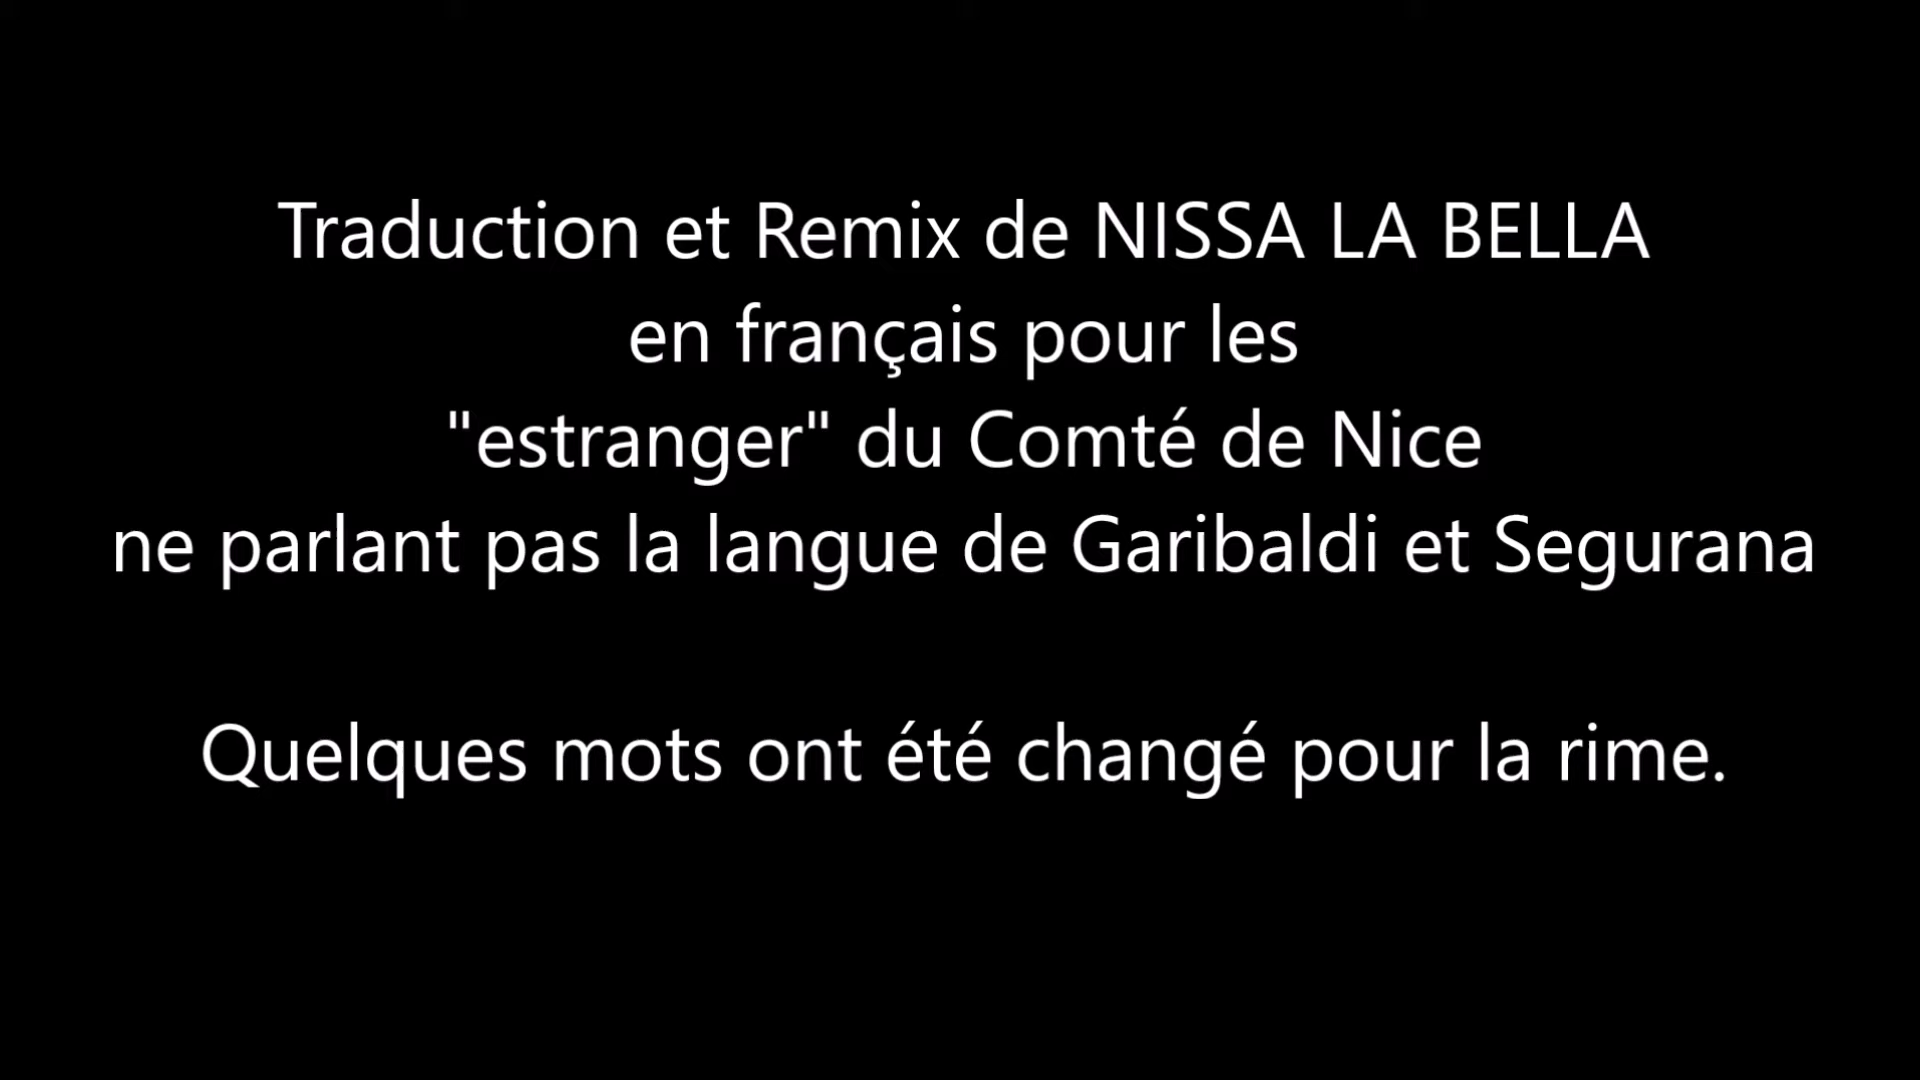 Traduction et Remix de NISSA LA BELLA
en français pour les
"estranger" du Comté de Nice
ne parlant pas la langue de Garibaldi et Segurana
Quelques mots ont été changé pour la rime.